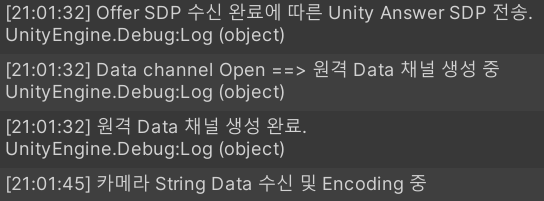 [21:01:32] Offer SDP 수신 완료에 따른 Unity Answer SDP 전송.
UnityEngine.Debug:Log (object)
[21:01:32] Data channel Open ==> 원격 Data 채널 생성 중
UnityEngine.Debug:Log (object)
[21:01:32] 원격 Data 채널 생성 완료.
UnityEngine.Debug:Log (object)
[21:01:45] 카메라 String Data 수신 및 Encoding 중